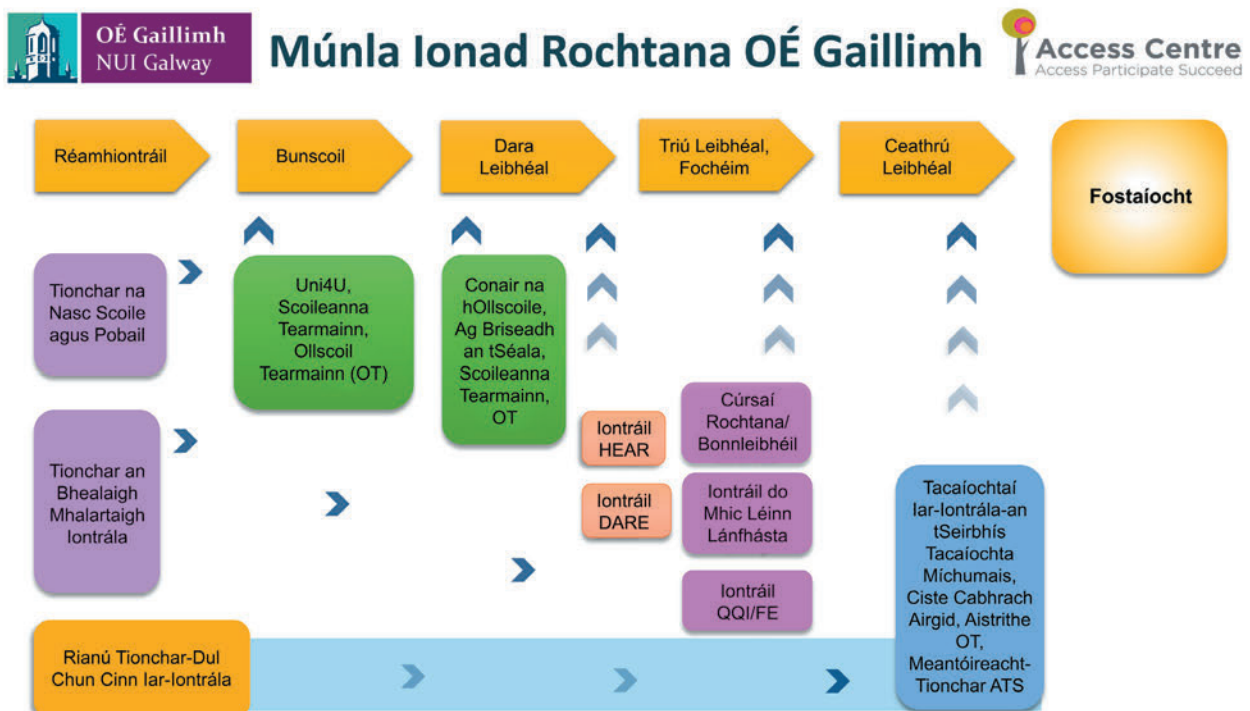 OÉ Gaillimh
NUI Galway
Múnla Ionad Rochtana OÉ Gaillimh
Access Centre
Access Participate Succeed
Réamhiontráil
Bunscoil
Dara
Leibhéal
Triú Leibhéal,
Fochéim
Ceathrú
Leibhéal
Fostaíocht
Tionchar na
Nasc Scoile
agus Pobail
Uni4U,
Scoileanna
Tearmainn,
Ollscoil
Tearmainn (OT)
Conair na
hOllscoile,
Ag Briseadh
an tSéala,
Scoileanna
Tearmainn,
OT
Tionchar an
Bhealaigh
Mhalartaigh
Iontrála
Iontráil
HEAR
Iontráil
DARE
Cúrsaí
Rochtana/
Bonnleibhéil
Iontráil do
Mhic Léinn
Lánfhásta
Iontráil
QQI/FE
Tacaíochtaí
Iar-Iontrála-an
tSeirbhís
Tacaíochta
Míchumais,
Ciste Cabhrach
Airgid, Aistrithe
OT,
Meantóireacht-
Tionchar ATS
Rianú Tionchar-Dul
Chun Cinn Iar-Iontrála